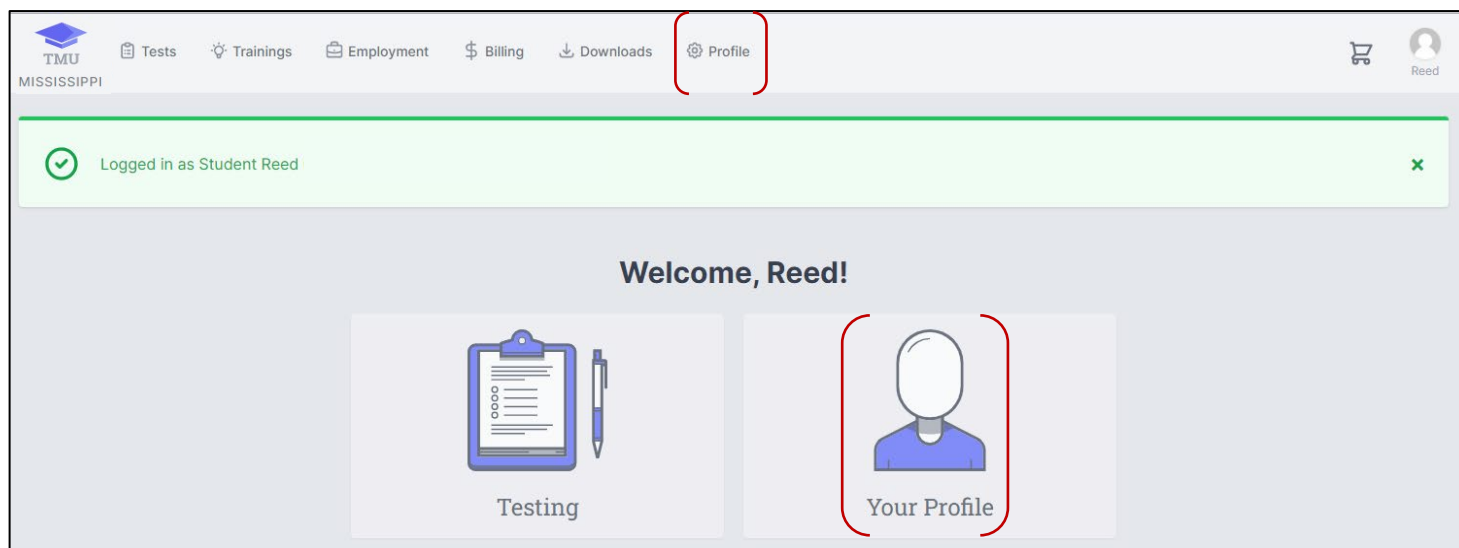 TMU
MISSISSIPPI
Tests
Trainings
Employment
$ Billing
Downloads
Profile
Reed
Logged in as Student Reed
Welcome, Reed!
Testing
Your Profile